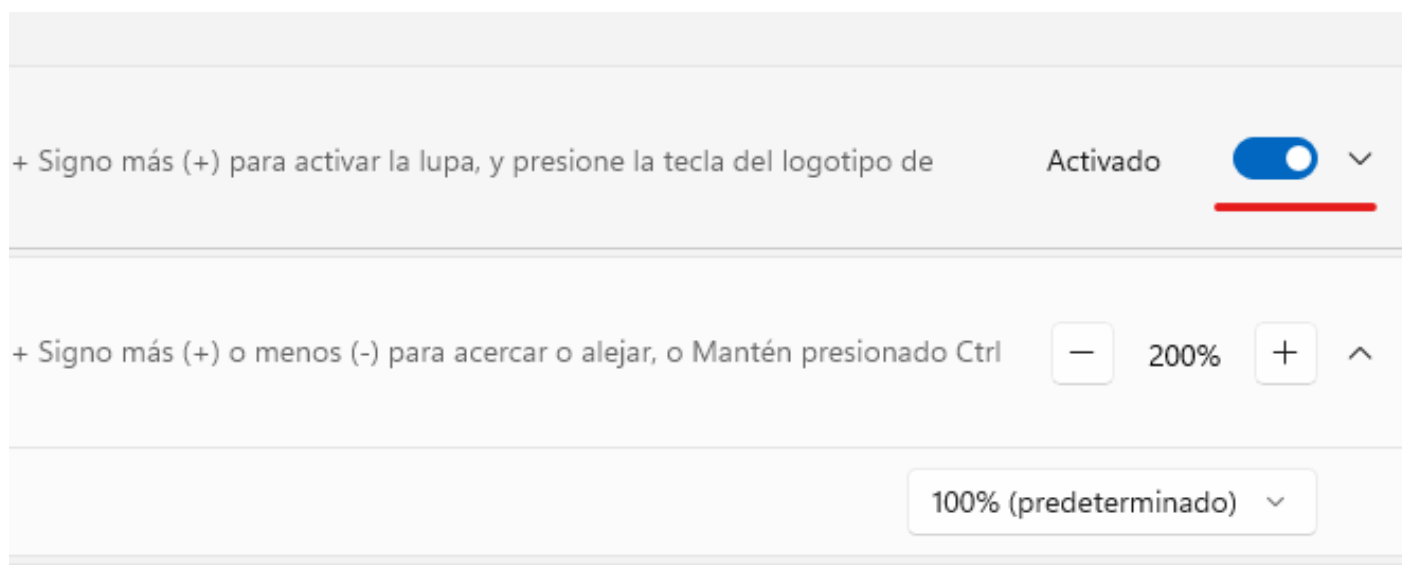 + Signo más (+) para activar la lupa, y presione la tecla del logotipo de Activado
+ Signo más (+) o menos (-) para acercar o alejar, o Mantén presionado Ctrl − 200% +
100% (predeterminado)